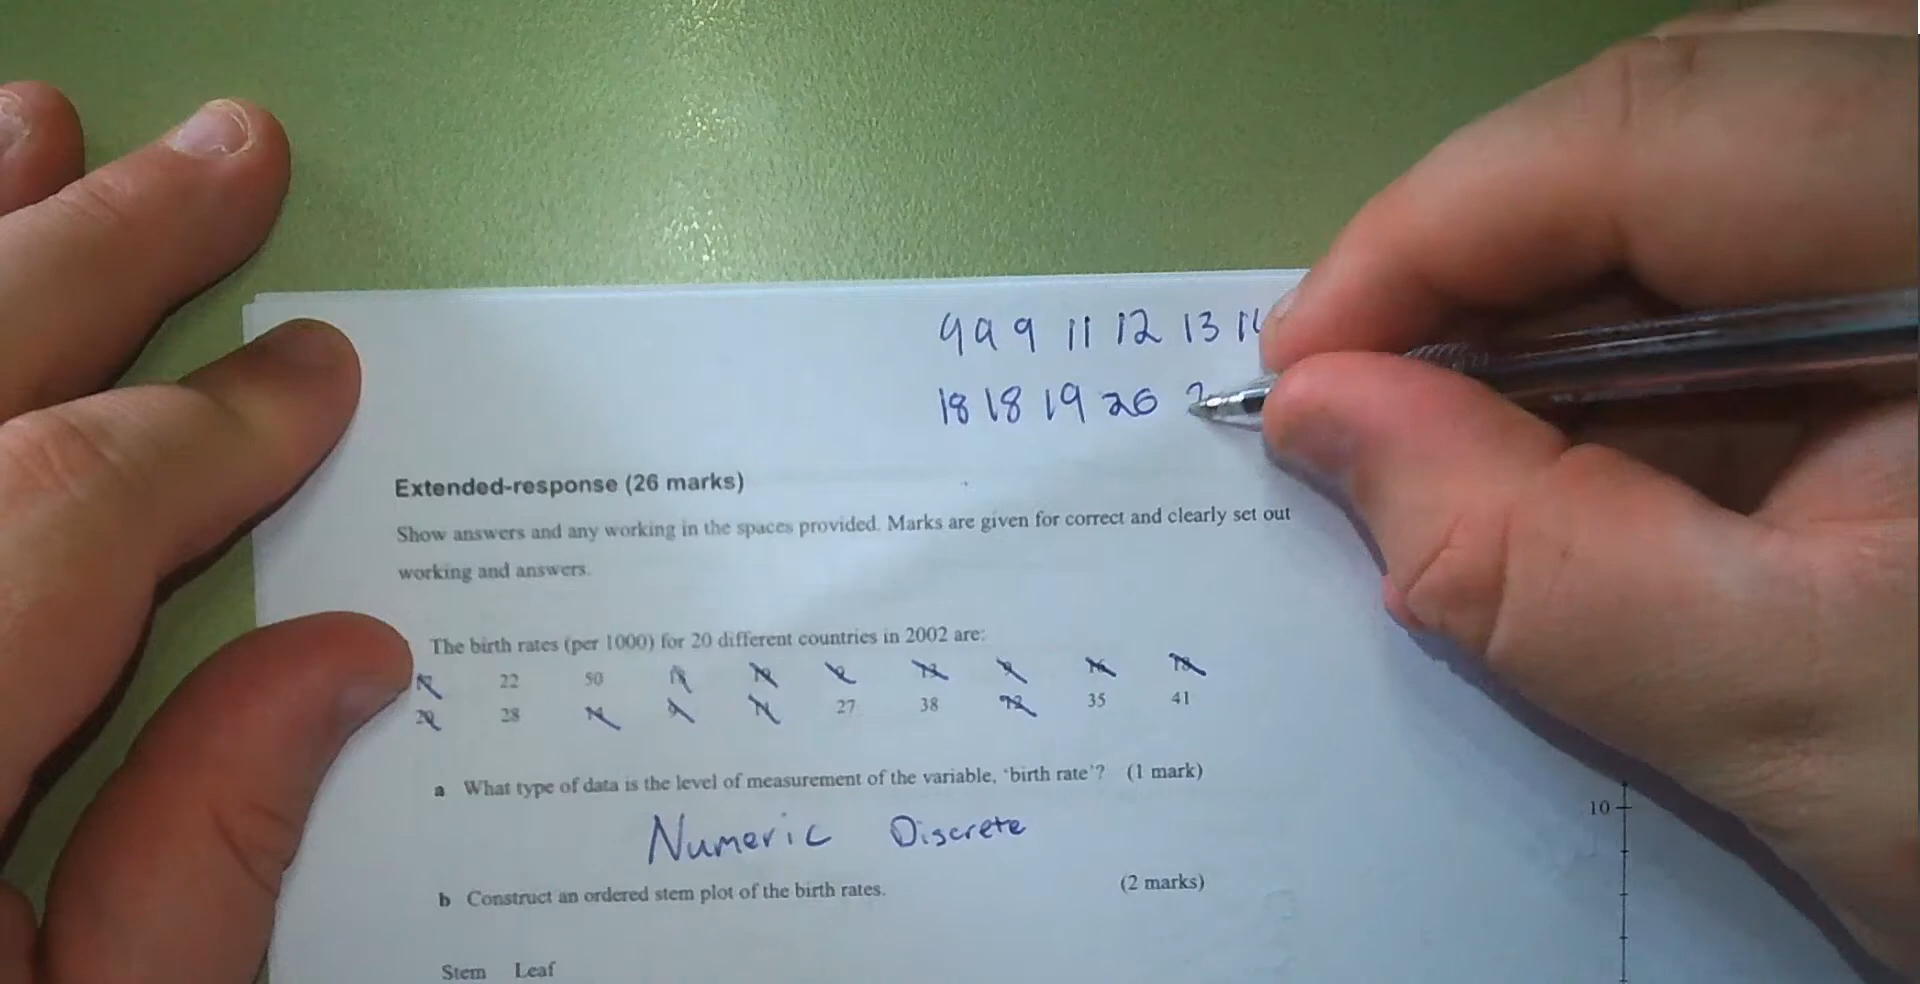 9 9 9 11 12 13
18 18 19 20
Extended-response (26 marks)
Show answers and any working in the spaces provided. Marks are given for correct and clearly set out
working and answers.
The birth rates (per 1000) for 20 different countries in 2002 are:
22 50
20 28 27 38 35 41
a What type of data is the level of measurement of the variable, ‘birth rate’? (1 mark)
Numeric Discrete
b Construct an ordered stem plot of the birth rates. (2 marks)
Stem Leaf
10